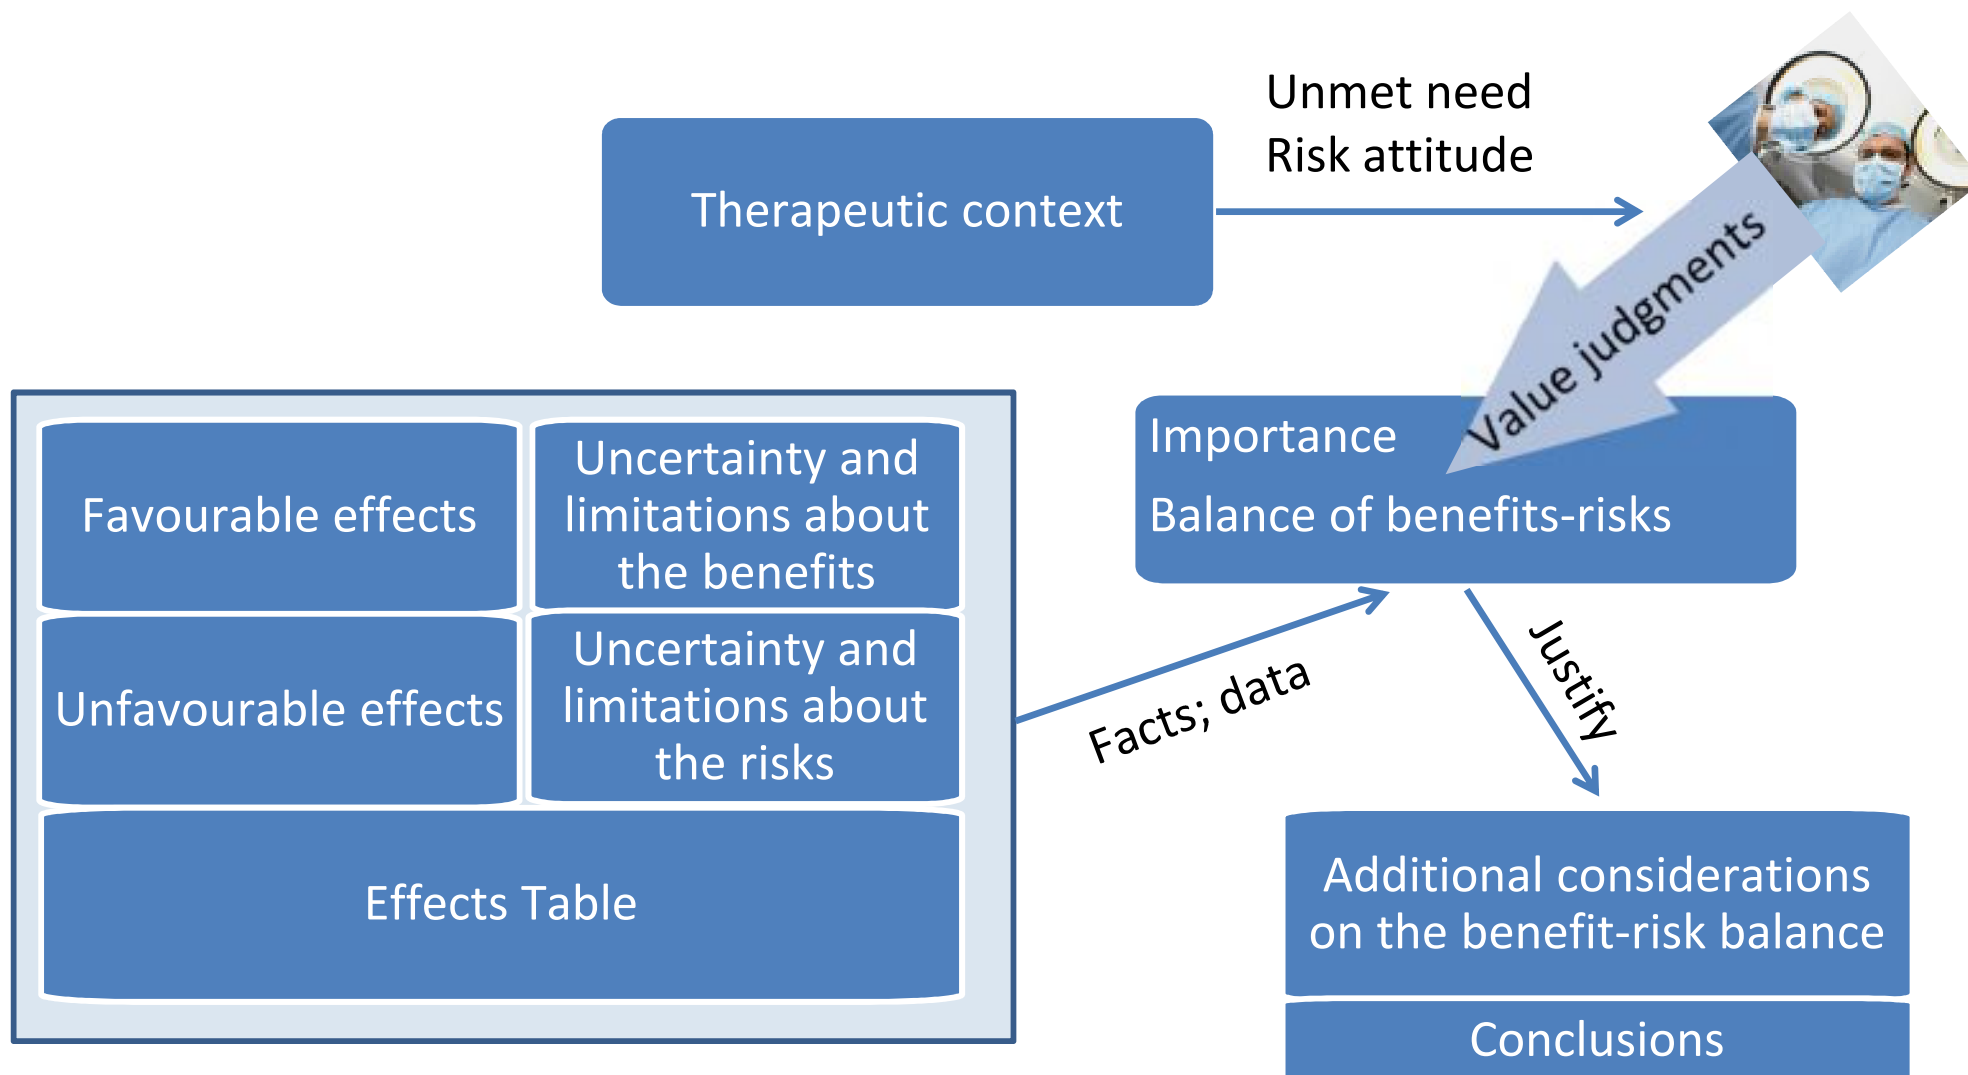 Unmet need
Risk attitude
Therapeutic context
Value judgments
Favourable effects
Uncertainty and
limitations about
the benefits
Unfavourable effects
Uncertainty and
limitations about
the risks
Effects Table
Facts; data
Importance
Balance of benefits-risks
Justify
Additional considerations
on the benefit-risk balance
Conclusions